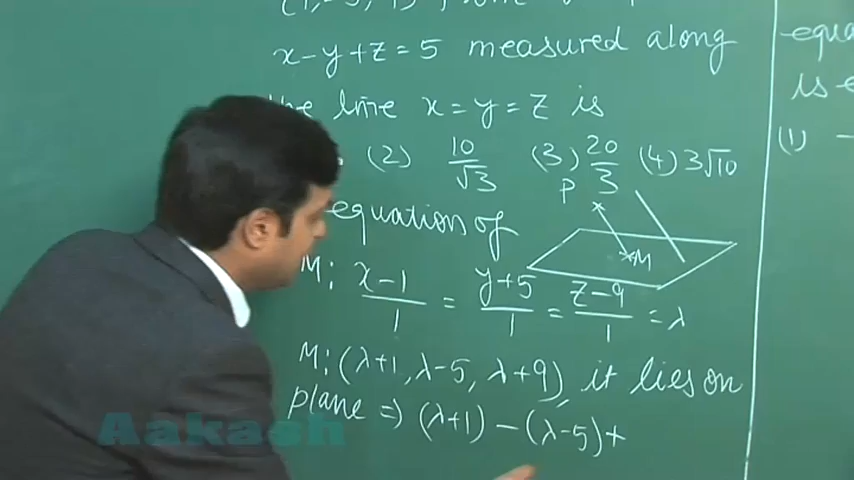 x-y+z=5 measured along
the line x=y=z is
(2) 10/√3 (3) 20/3 (4) 3√10
P
equation of
M
M: x-1/1 = y+5/1 = z-9/1 = λ
M: (λ+1, λ-5, λ+9), it lies on
plane ⇒ (λ+1) - (λ-5) +
equa
is e
(1) -
Aakash